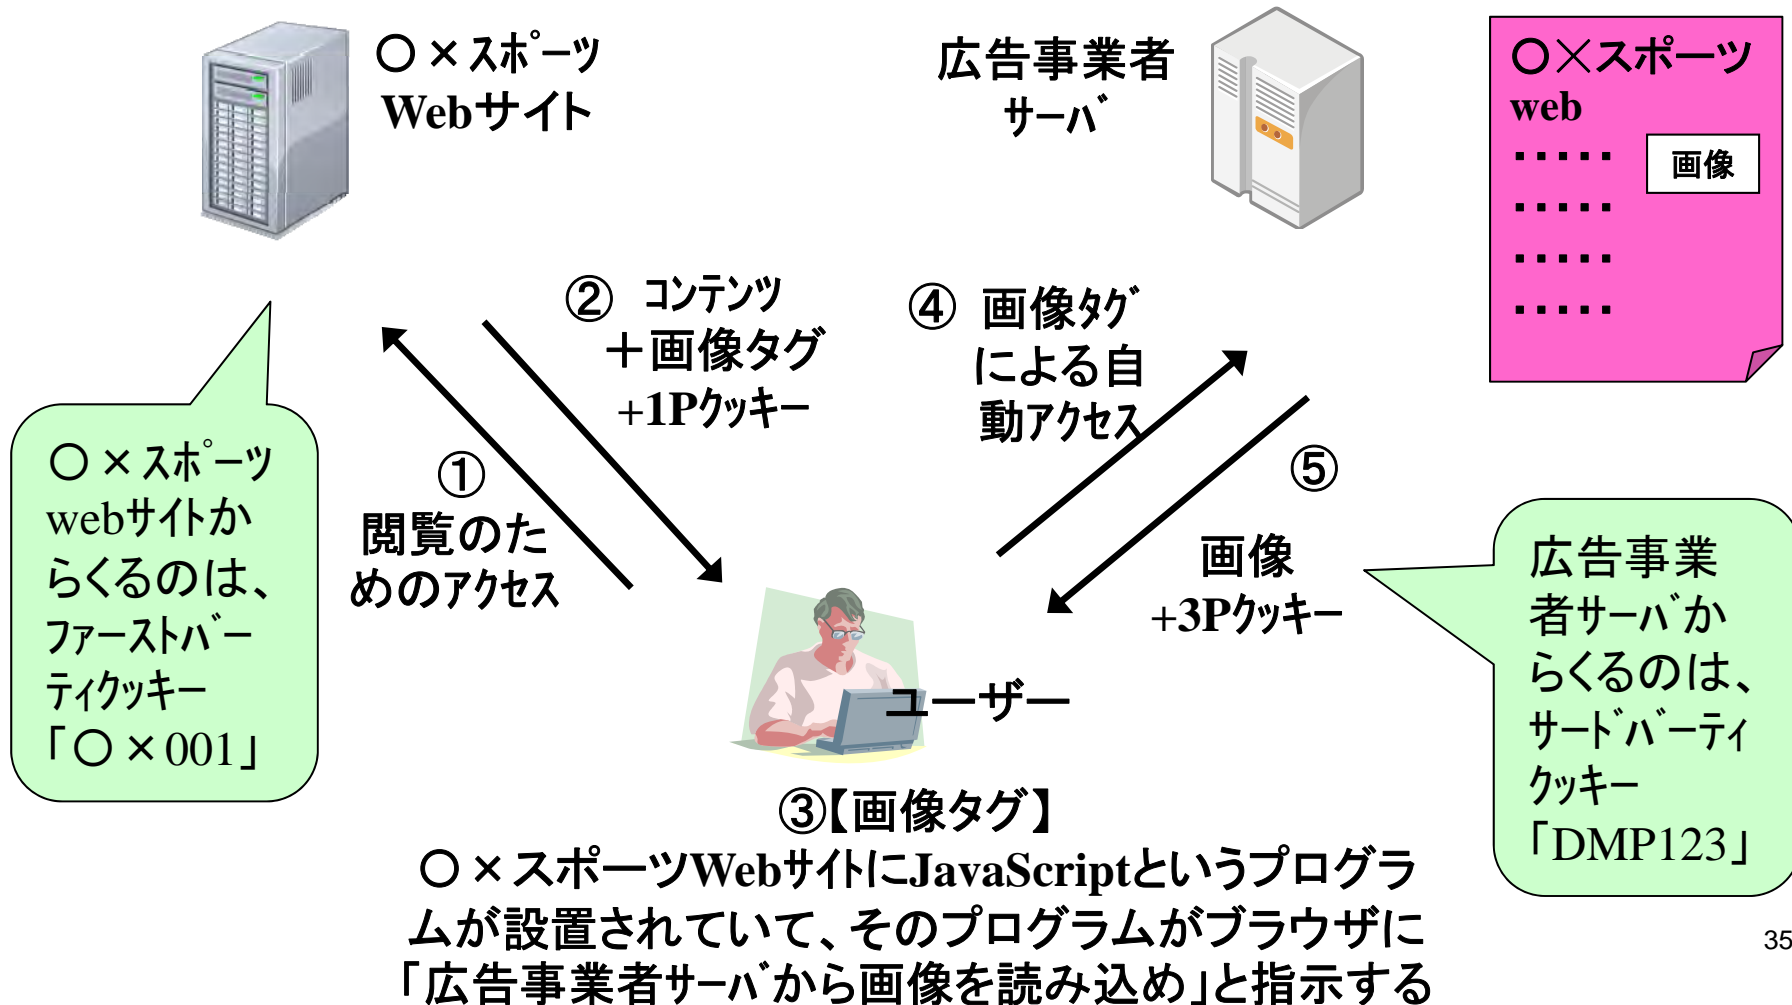 〇×スポーツ
Webサイト
広告事業者
サーバ
〇×スポーツ
web
・・・・・
画像
・・・・・
・・・・・
・・・・・
② コンテンツ
＋画像タグ
+1Pクッキー
④ 画像タグ
による自
動アクセス
①
閲覧のた
めのアクセス
⑤
画像
+3Pクッキー
〇×スポーツ
webサイトか
らくるのは、
ファーストパー
ティクッキー
「〇×001」
広告事業
者サーバか
らくるのは、
サードパーティ
クッキー
「DMP123」
ユーザー
③【画像タグ】
〇×スポーツWebサイトにJavaScriptというプログラ
ムが設置されていて、そのプログラムがブラウザに
「広告事業者サーバから画像を読み込め」と指示する
35